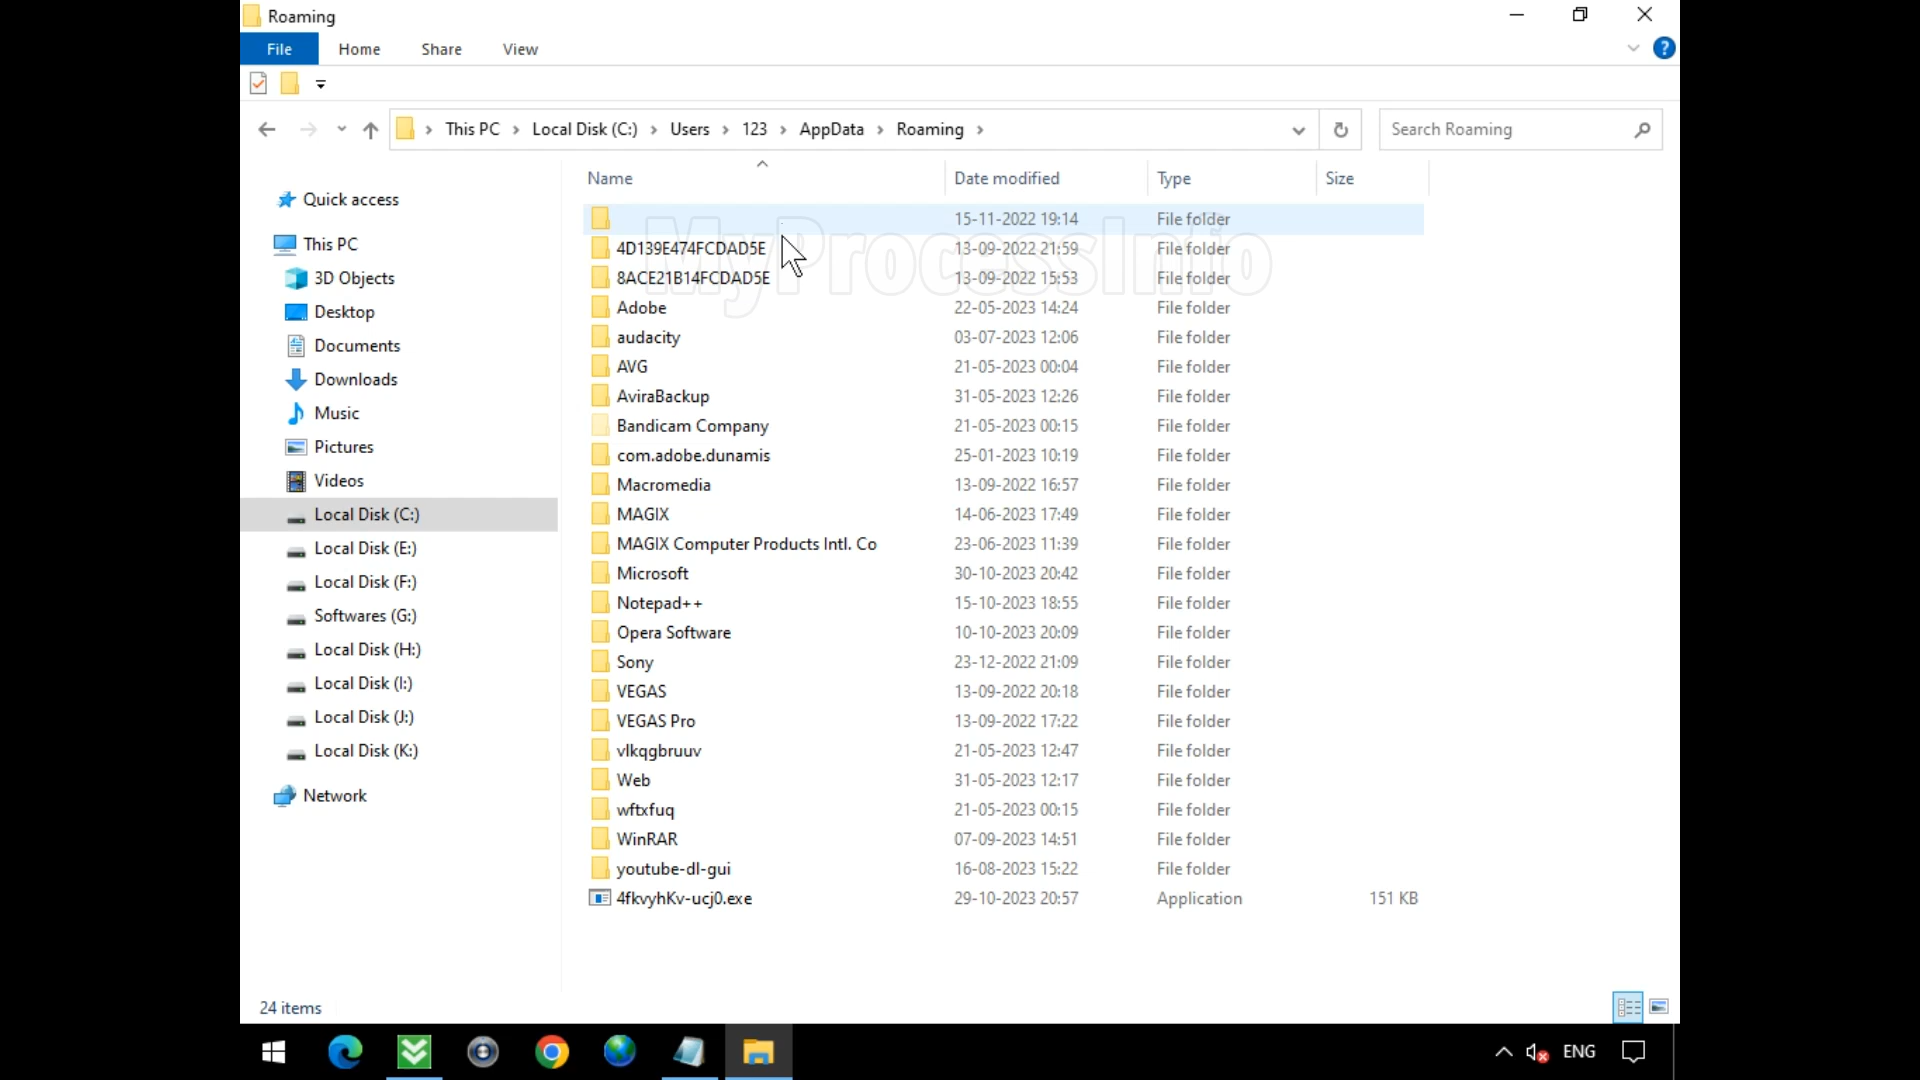 Roaming
File Home Share View
This PC Local Disk (C:) Users 123 AppData Roaming
Search Roaming
Name Date modified Type Size
Quick access
This PC
3D Objects
Desktop
Documents
Downloads
Music
Pictures
Videos
Local Disk (C:)
Local Disk (E:)
Local Disk (F:)
Softwares (G:)
Local Disk (H:)
Local Disk (I:)
Local Disk (J:)
Local Disk (K:)
Network
15-11-2022 19:14 File folder
4D139E474FCDAD5E 13-09-2022 21:59 File folder
8ACE21B14FCDAD5E 13-09-2022 15:53 File folder
Adobe 22-05-2023 14:24 File folder
audacity 03-07-2023 12:06 File folder
AVG 21-05-2023 00:04 File folder
AviraBackup 31-05-2023 12:26 File folder
Bandicam Company 21-05-2023 00:15 File folder
com.adobe.dunamis 25-01-2023 10:19 File folder
Macromedia 13-09-2022 16:57 File folder
MAGIX 14-06-2023 17:49 File folder
MAGIX Computer Products Intl. Co 23-06-2023 11:39 File folder
Microsoft 30-10-2023 20:42 File folder
Notepad++ 15-10-2023 18:55 File folder
Opera Software 10-10-2023 20:09 File folder
Sony 23-12-2022 21:09 File folder
VEGAS 13-09-2022 20:18 File folder
VEGAS Pro 13-09-2022 17:22 File folder
vlkqgbruuv 21-05-2023 12:47 File folder
Web 31-05-2023 12:17 File folder
wftxfuq 21-05-2023 00:15 File folder
WinRAR 07-09-2023 14:51 File folder
youtube-dl-gui 16-08-2023 15:22 File folder
4fkvyhKv-ucj0.exe 29-10-2023 20:57 Application 151 KB
MyProcessInfo
24 items
ENG